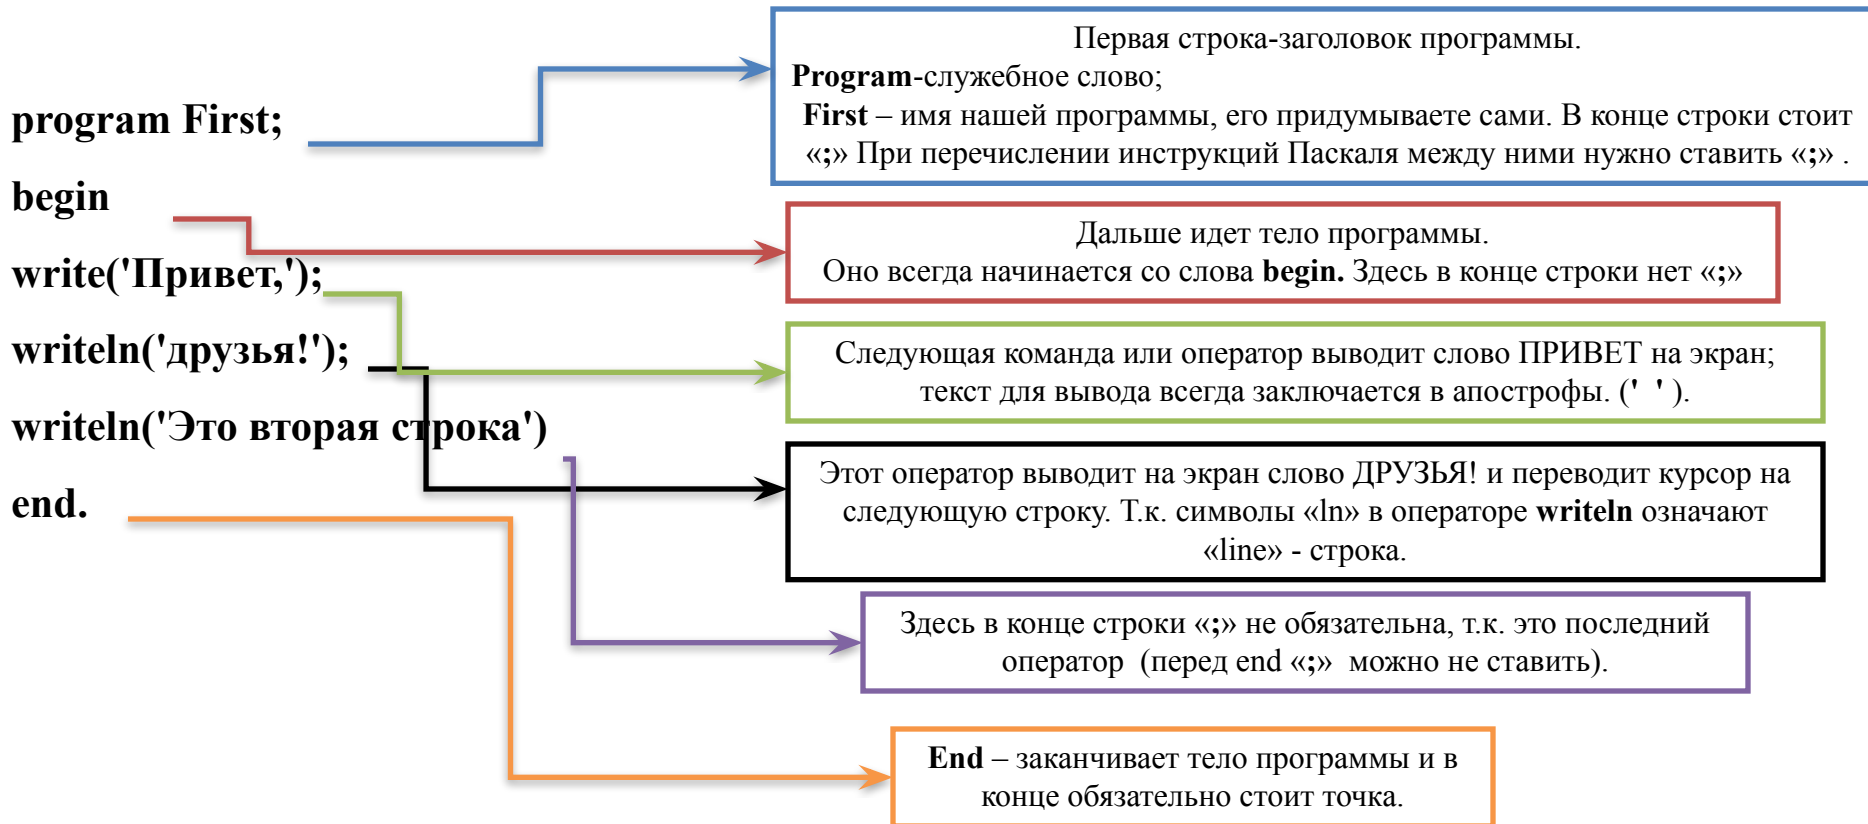 program First;
begin
write('Привет,');
writeln('друзья!');
writeln('Это вторая строка')
end.
Первая строка-заголовок программы.
Program-служебное слово;
First – имя нашей программы, его придумываете сами. В конце строки стоит
«;» При перечислении инструкций Паскаля между ними нужно ставить «;» .
Дальше идет тело программы.
Оно всегда начинается со слова begin. Здесь в конце строки нет «;»
Следующая команда или оператор выводит слово ПРИВЕТ на экран;
текст для вывода всегда заключается в апострофы. (' ' ).
Этот оператор выводит на экран слово ДРУЗЬЯ! и переводит курсор на
следующую строку. Т.к. символы «ln» в операторе writeln означают
«line» - строка.
Здесь в конце строки «;» не обязательна, т.к. это последний
оператор (перед end «;» можно не ставить).
End – заканчивает тело программы и в
конце обязательно стоит точка.